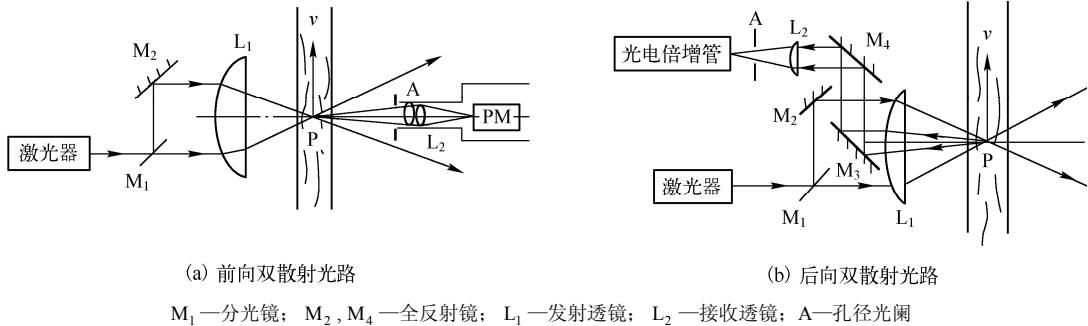 M₂
L₁
v
A
PM
P
L₂
激光器
M₁
A
L₂
M₄
光电倍增管
v
M₂
P
M₃
激光器
M₁
L₁
(a) 前向双散射光路
(b) 后向双散射光路
M₁—分光镜; M₂, M₄—全反射镜; L₁—发射透镜; L₂—接收透镜; A—孔径光阑